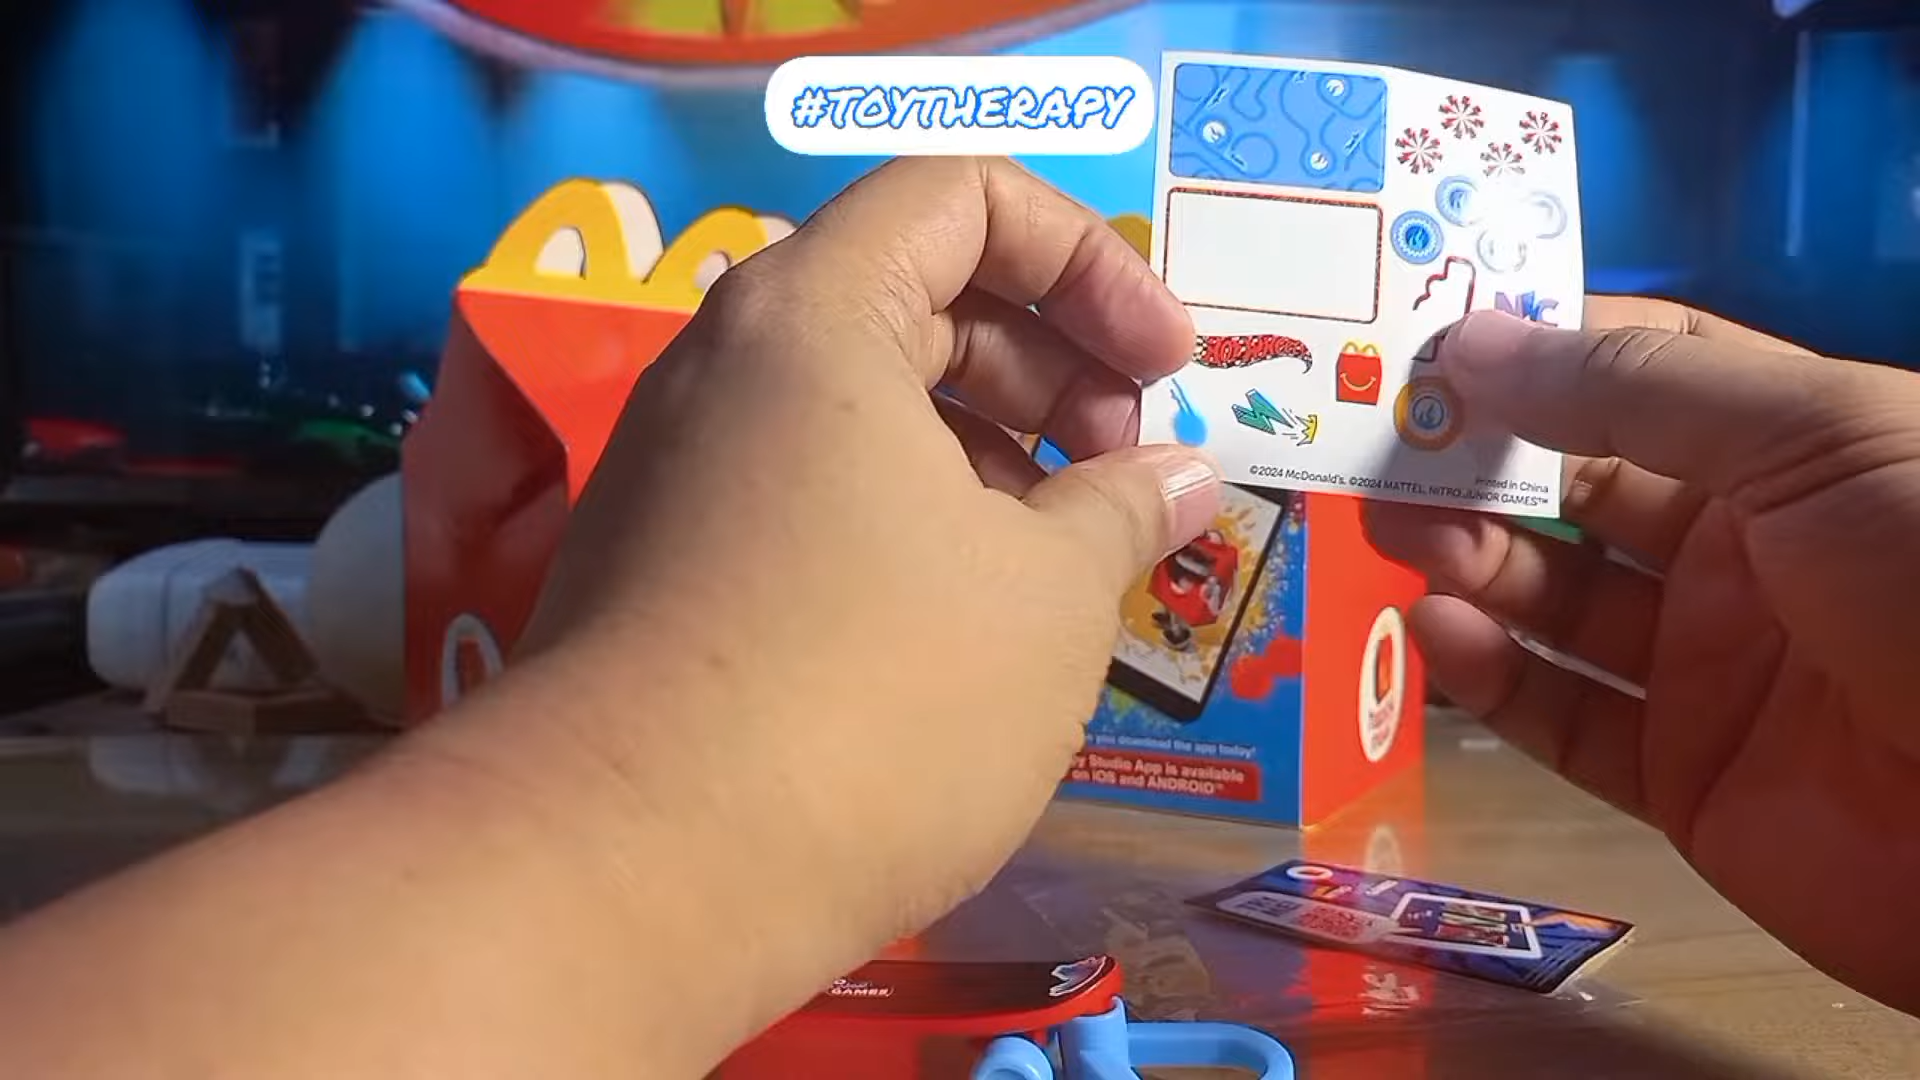 #TOYTHERAPY
HOT WHEELS
©2024 McDonald's, ©2024 MATTEL, NITRO JUNIOR GAMES™
Printed in China
you download the app today!
Studio App is available
on iOS and ANDROID™
GAMES